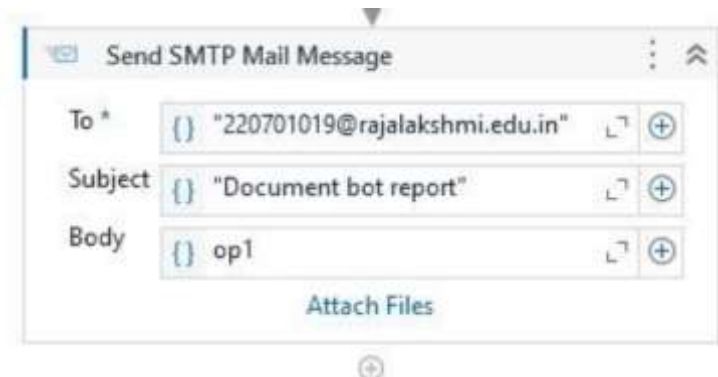 Send SMTP Mail Message
To * {} "220701019@rajalakshmi.edu.in"
Subject {} "Document bot report"
Body {} op1
Attach Files